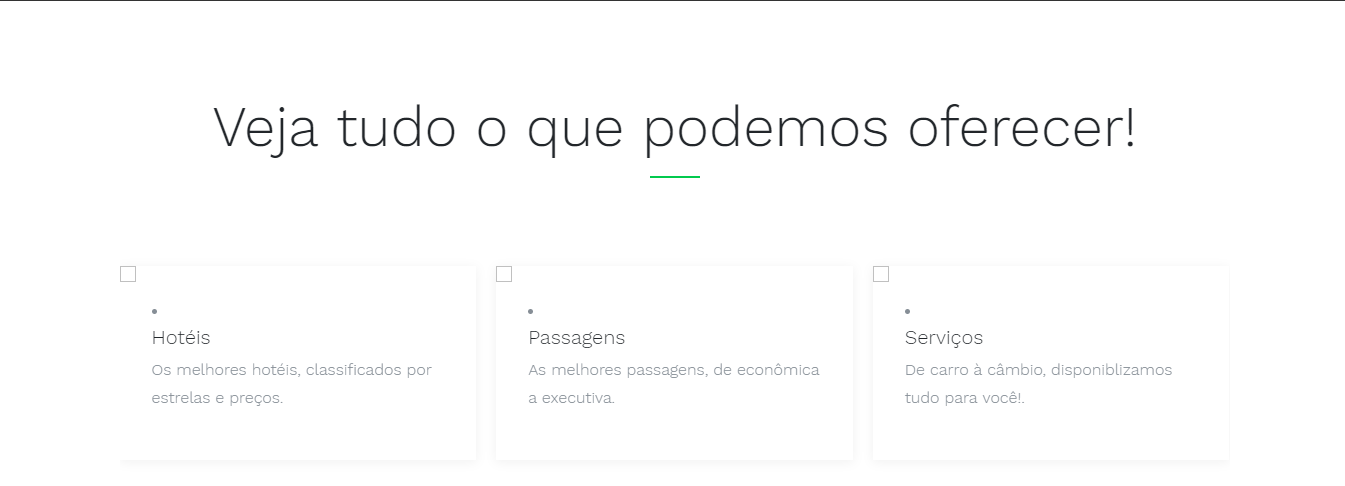 Veja tudo o que podemos oferecer!
Hotéis
Os melhores hotéis, classificados por
estrelas e preços.
Passagens
As melhores passagens, de econômica
a executiva.
Serviços
De carro à câmbio, disponiblizamos
tudo para você!.